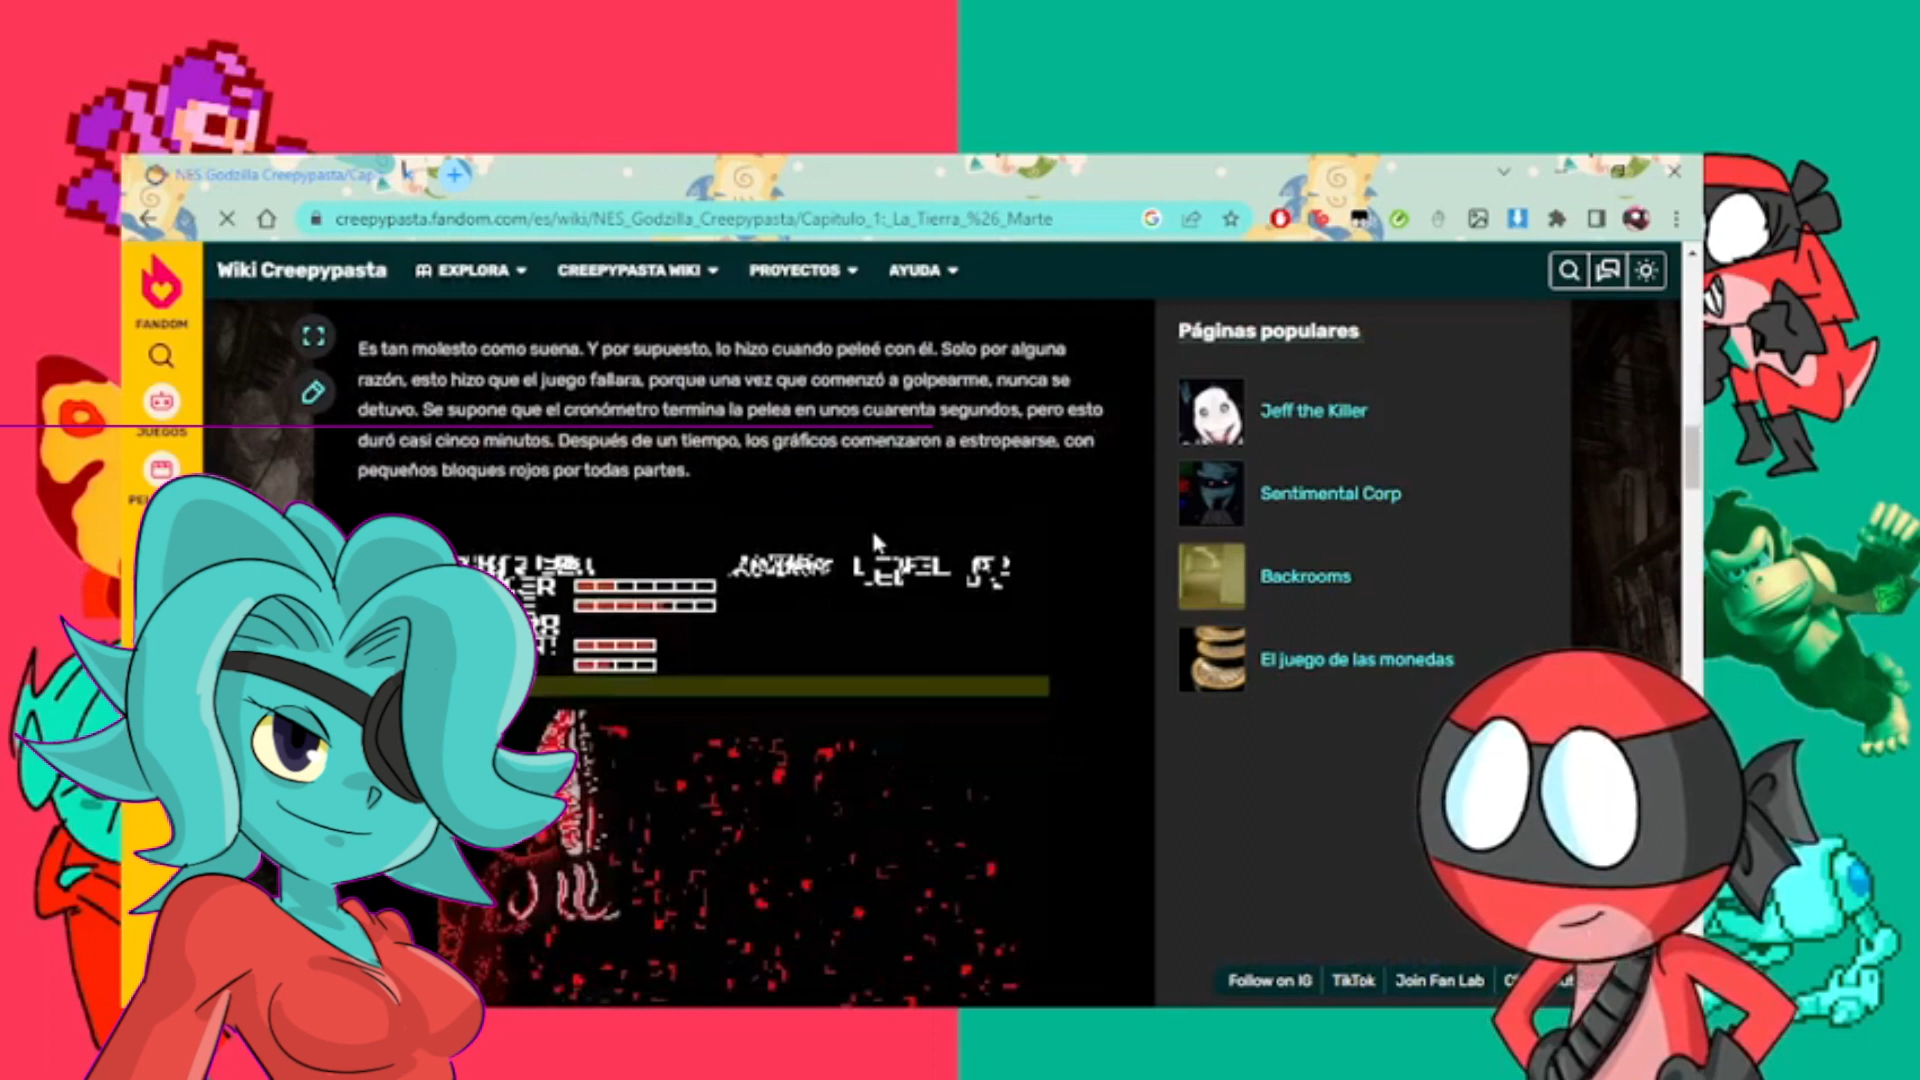 NES Godzilla Creepypasta/Cap
creepypasta.fandom.com/es/wiki/NES_Godzilla_Creepypasta/Capitulo_1:_La_Tierra_%26_Marte
Wiki Creepypasta EXPLORA CREEPYPASTA WIKI PROYECTOS AYUDA
FANDOM
JUEGOS
Es tan molesto como suena. Y por supuesto, lo hizo cuando peleé con él. Solo por alguna
razón, esto hizo que el juego fallara, porque una vez que comenzó a golpearme, nunca se
detuvo. Se supone que el cronómetro termina la pelea en unos cuarenta segundos, pero esto
duró casi cinco minutos. Después de un tiempo, los gráficos comenzaron a estropearse, con
pequeños bloques rojos por todas partes.
Páginas populares
Jeff the Killer
Sentimental Corp
Backrooms
El juego de las monedas
Follow on IG TikTok Join Fan Lab